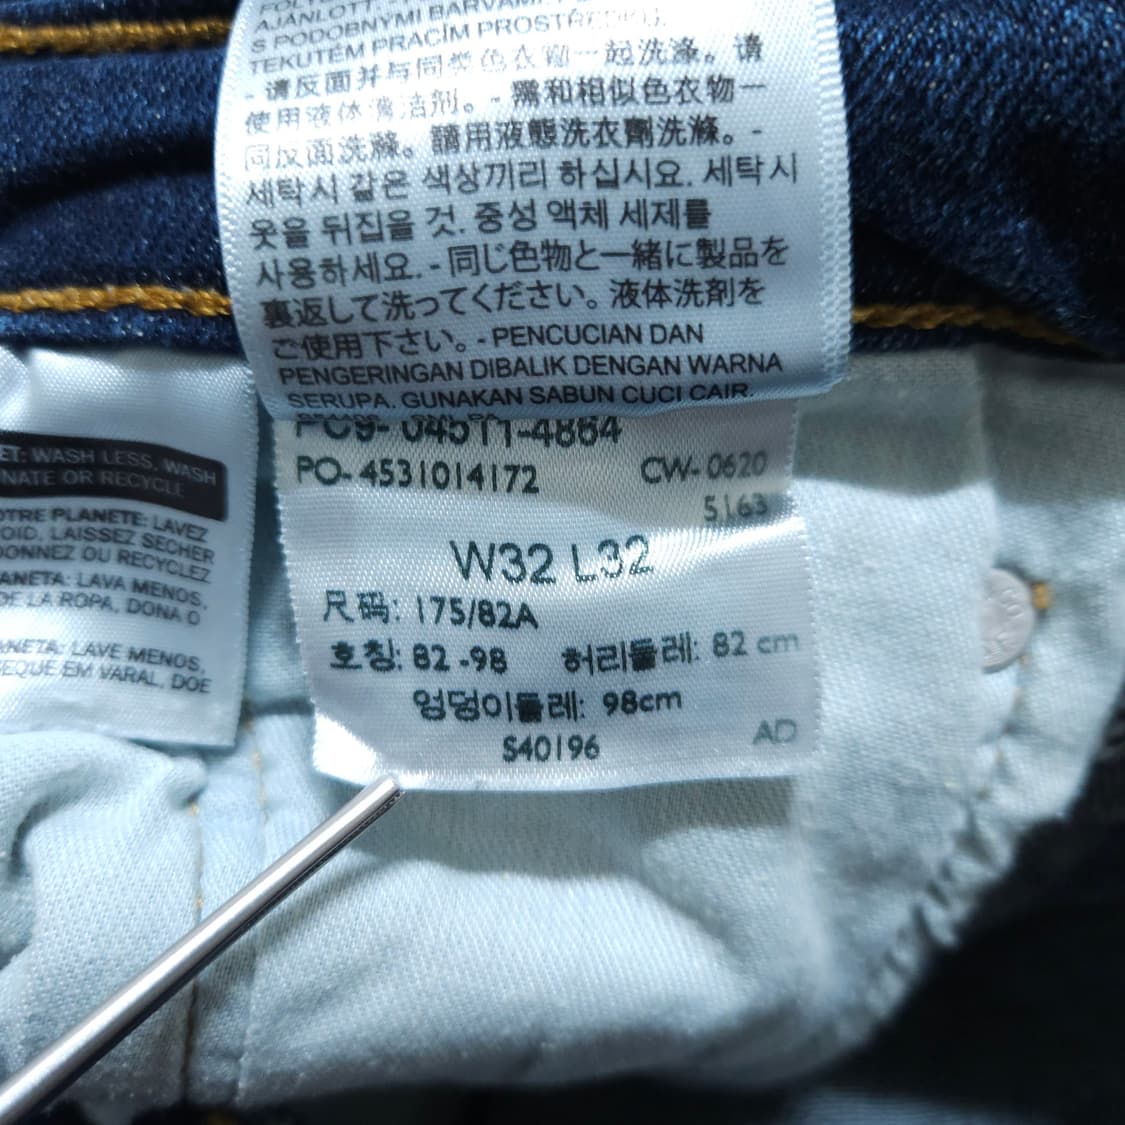 AJÁNLOTT.
S PODOBNÝMI BARVAMI.
TEKUTÉM PRACÍM PROSTŘEDKU.
- 请反面并与同类色衣物一起洗涤。请
使用液体清洁剂。- 需和相似色衣物一
同反面洗滌。請用液態洗衣劑洗滌。-
세탁시 같은 색상끼리 하십시요. 세탁시
옷을 뒤집을 것. 중성 액체 세제를
사용하세요. - 同じ色物と一緒に製品を
裏返して洗ってください。液体洗剤を
ご使用下さい。- PENCUCIAN DAN
PENGERINGAN DIBALIK DENGAN WARNA
SERUPA. GUNAKAN SABUN CUCI CAIR.
PC9- 04511-4864
PO- 4531014172 CW- 0620
5163
W32 L32
尺码: 175/82A
호칭: 82 -98 허리둘레: 82 cm
엉덩이둘레: 98cm
S40196 AD
ET: WASH LESS, WASH
NATE OR RECYCLE
OTRE PLANETE: LAVEZ
OID, LAISSEZ SECHER
DONNEZ OU RECYCLEZ
ANETA: LAVA MENOS,
DE LA ROPA, DONA O
ANETA: LAVE MENOS,
SEQUE EM VARAL, DOE